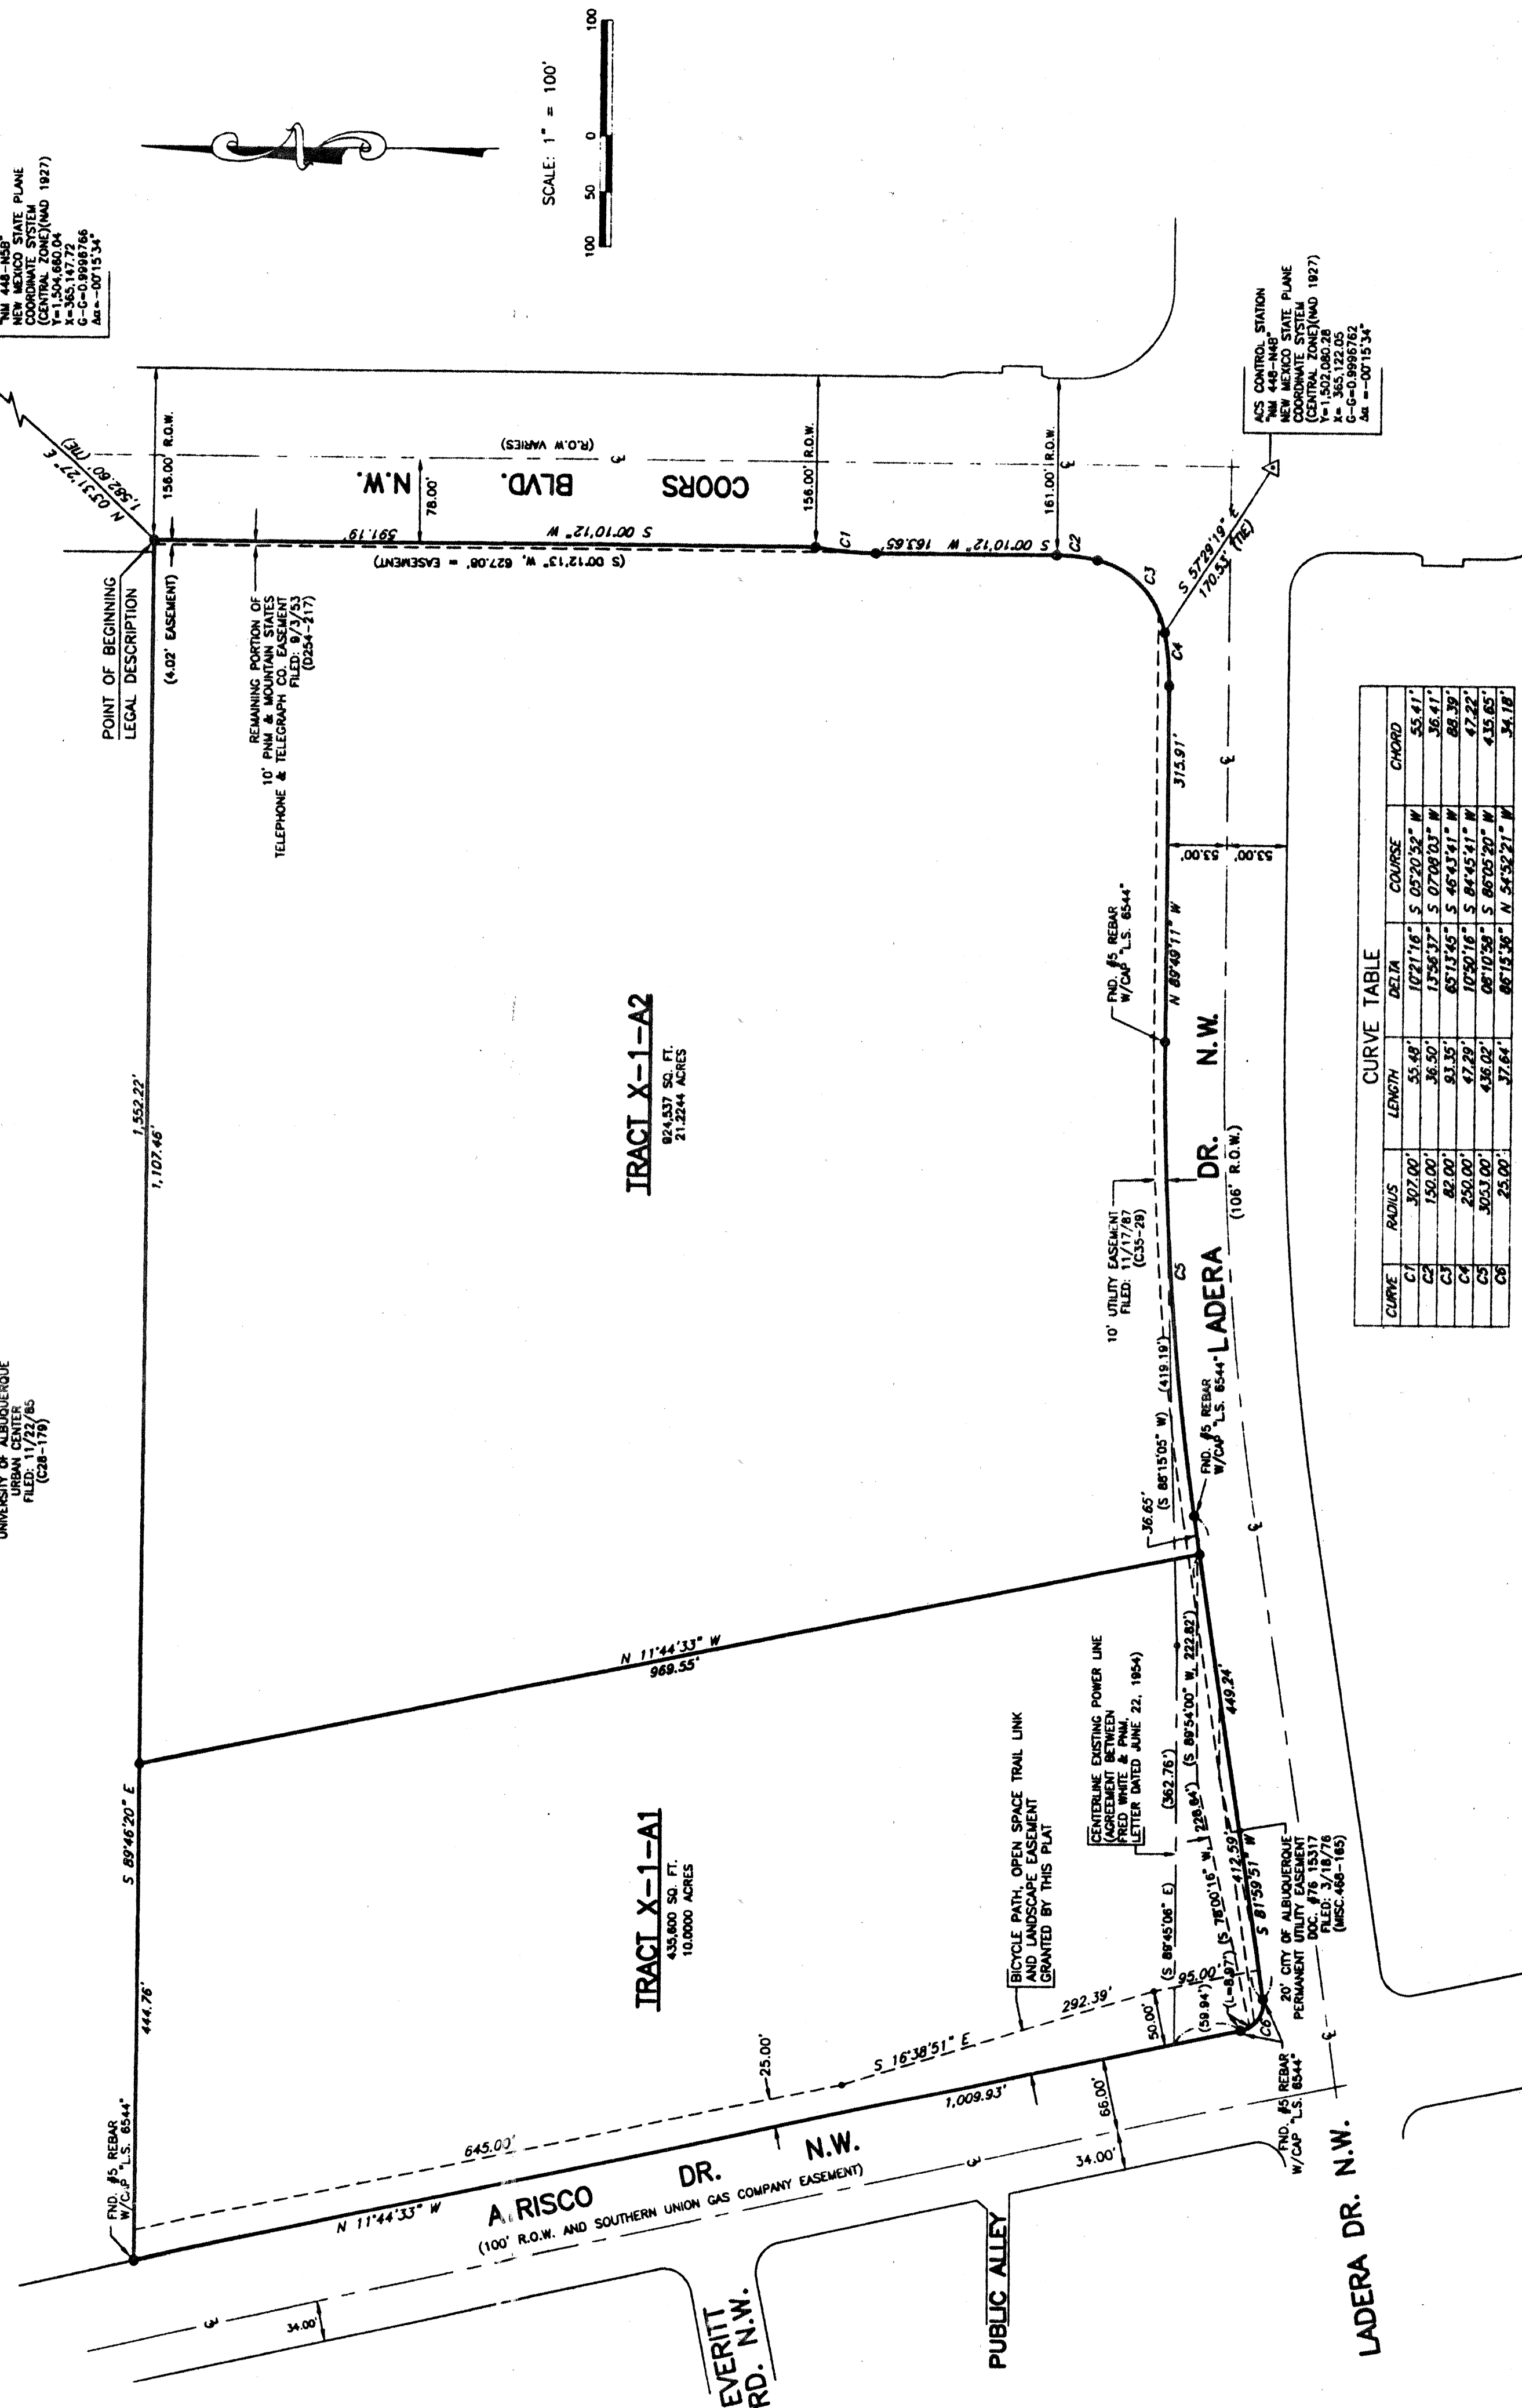 "NM 448-N5B"
NEW MEXICO STATE PLANE
COORDINATE SYSTEM
(CENTRAL ZONE)(NAD 1927)
Y=1,504,660.04
X=365,147.72
G-G=0.9996766
Δα=-00°15'34"
SCALE: 1" = 100'
100 50 0 100
N 03°31'27" E
1,582.60' (TIE)
POINT OF BEGINNING
LEGAL DESCRIPTION
156.00' R.O.W.
(4.02' EASEMENT)
REMAINING PORTION OF
10' PNM & MOUNTAIN STATES
TELEPHONE & TELEGRAPH CO. EASEMENT
FILED: 9/3/53
(D254-217)
COORS BLVD. N.W.
(R.O.W VARIES)
78.00'
S 00°10'12" W 591.19'
(S 00°12'13" W, 627.08' = EASEMENT)
156.00' R.O.W.
C1
S 00°10'12" W 163.65'
161.00' R.O.W.
C2
C3
C4
S 57°29'19" E
170.53' (TIE)
ACS CONTROL STATION
"NM 448-N4B"
NEW MEXICO STATE PLANE
COORDINATE SYSTEM
(CENTRAL ZONE)(NAD 1927)
Y=1,502,080.28
X= 365,122.05
G-G=0.9996762
Δα =-00°15'34"
UNIVERSITY OF ALBUQUERQUE
URBAN CENTER
FILED: 11/22/85
(C28-179)
1,552.22'
1,107.46'
S 89°46'20" E
444.76'
TRACT X-1-A2
924,537 SQ. FT.
21.2244 ACRES
N 11°44'33" W
969.55'
TRACT X-1-A1
435,600 SQ. FT.
10.0000 ACRES
315.91'
N 89°49'11" W
53.00'
53.00'
FND. #5 REBAR
W/CAP "L.S. 6544"
10' UTILITY EASEMENT
FILED: 11/17/87
(C35-29)
C5
LADERA DR. N.W.
(106' R.O.W.)
FND. #5 REBAR
W/CAP "L.S. 6544"
36.65'
(S 88°15'05" W) (419.19')
CENTERLINE EXISTING POWER LINE
(AGREEMENT BETWEEN
FRED WHITE & PNM,
LETTER DATED JUNE 22, 1954)
(S 89°45'06" E) (362.76')
(S 89°54'00" W, 222.82')
(S 78°00'16" W, 228.84')
449.24'
412.59'
S 81°59'51" W
BICYCLE PATH, OPEN SPACE TRAIL LINK
AND LANDSCAPE EASEMENT
GRANTED BY THIS PLAT
95.00'
292.39'
50.00'
(59.94')
(L=8.97')
C6
S 16°38'51" E
25.00'
645.00'
1,009.93'
66.00'
34.00'
N 11°44'33" W
20' CITY OF ALBUQUERQUE
PERMANENT UTILITY EASEMENT
DOC. #76 15317
FILED: 3/18/76
(MISC.468-165)
FND. #5 REBAR
W/CAP "L.S. 6544"
FND. #5 REBAR
W/CAP "L.S. 6544"
A RISCO DR. N.W.
(100' R.O.W. AND SOUTHERN UNION GAS COMPANY EASEMENT)
34.00'
EVERITT
RD. N.W.
PUBLIC ALLEY
LADERA DR. N.W.
CURVE TABLE
CURVE RADIUS LENGTH DELTA COURSE CHORD
C1 307.00' 55.48' 10°21'16" S 05°20'52" W 55.41'
C2 150.00' 36.50' 13°56'37" S 07°08'03" W 36.41'
C3 82.00' 93.35' 65°13'45" S 46°43'41" W 88.39'
C4 250.00' 47.29' 10°50'16" S 84°45'41" W 47.22'
C5 3053.00' 436.02' 08°10'58" S 86°05'20" W 435.65'
C6 25.00' 37.64' 86°15'36" N 54°52'21" W 34.18'